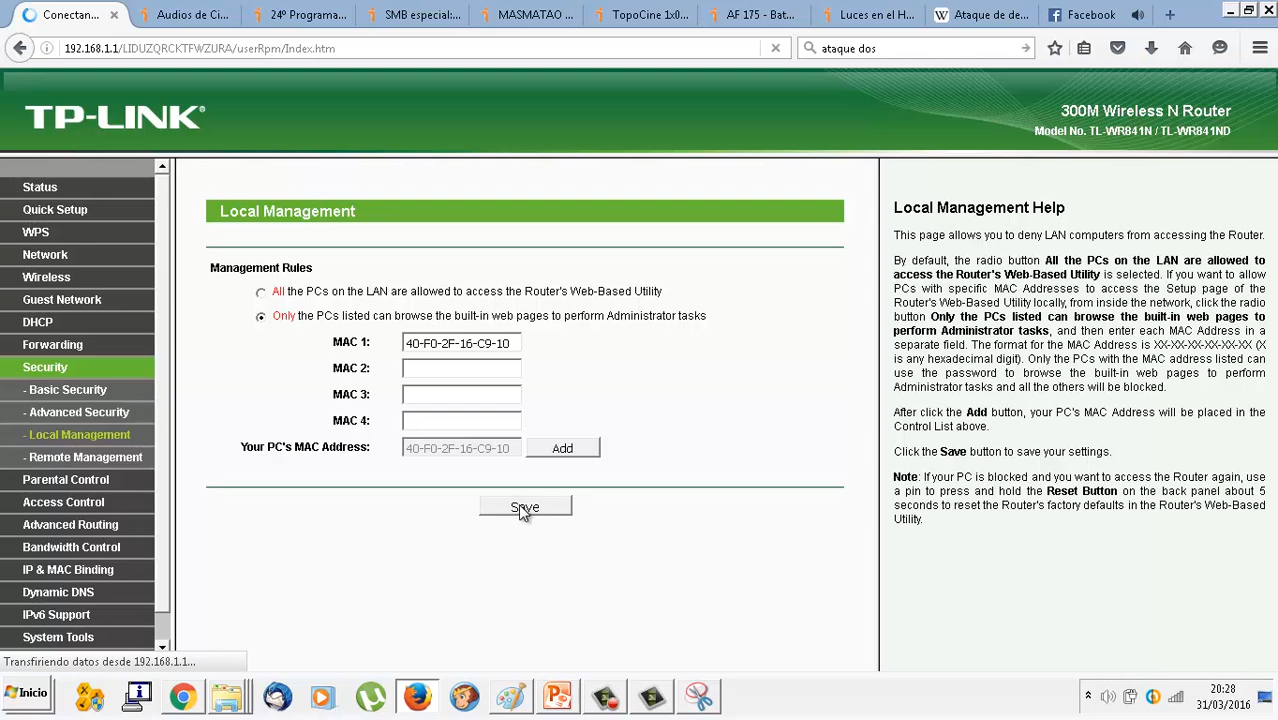 Conectan...
Audios de Ci...
24º Programa...
SMB especiali...
MASMATAO ...
TopoCine 1x0...
AF 175 - Bat...
Luces en el H...
W Ataque de de...
Facebook
192.168.1.1/LIDUZQRCKTFWZURA/userRpm/Index.htm
ataque dos
TP-LINK®
300M Wireless N Router
Model No. TL-WR841N / TL-WR841ND
Status
Quick Setup
WPS
Network
Wireless
Guest Network
DHCP
Forwarding
Security
- Basic Security
- Advanced Security
- Local Management
- Remote Management
Parental Control
Access Control
Advanced Routing
Bandwidth Control
IP & MAC Binding
Dynamic DNS
IPv6 Support
System Tools
Local Management
Management Rules
All the PCs on the LAN are allowed to access the Router's Web-Based Utility
Only the PCs listed can browse the built-in web pages to perform Administrator tasks
MAC 1: 40-F0-2F-16-C9-10
MAC 2:
MAC 3:
MAC 4:
Your PC's MAC Address: 40-F0-2F-16-C9-10 Add
Save
Local Management Help
This page allows you to deny LAN computers from accessing the Router.
By default, the radio button All the PCs on the LAN are allowed to
access the Router's Web-Based Utility is selected. If you want to allow
PCs with specific MAC Addresses to access the Setup page of the
Router's Web-Based Utility locally, from inside the network, click the radio
button Only the PCs listed can browse the built-in web pages to
perform Administrator tasks, and then enter each MAC Address in a
separate field. The format for the MAC Address is XX-XX-XX-XX-XX-XX (X
is any hexadecimal digit). Only the PCs with the MAC address listed can
use the password to browse the built-in web pages to perform
Administrator tasks and all the others will be blocked.
After click the Add button, your PC's MAC Address will be placed in the
Control List above.
Click the Save button to save your settings.
Note: If your PC is blocked and you want to access the Router again, use
a pin to press and hold the Reset Button on the back panel about 5
seconds to reset the Router's factory defaults in the Router's Web-Based
Utility.
Transfiriendo datos desde 192.168.1.1...
Inicio
20:28
31/03/2016